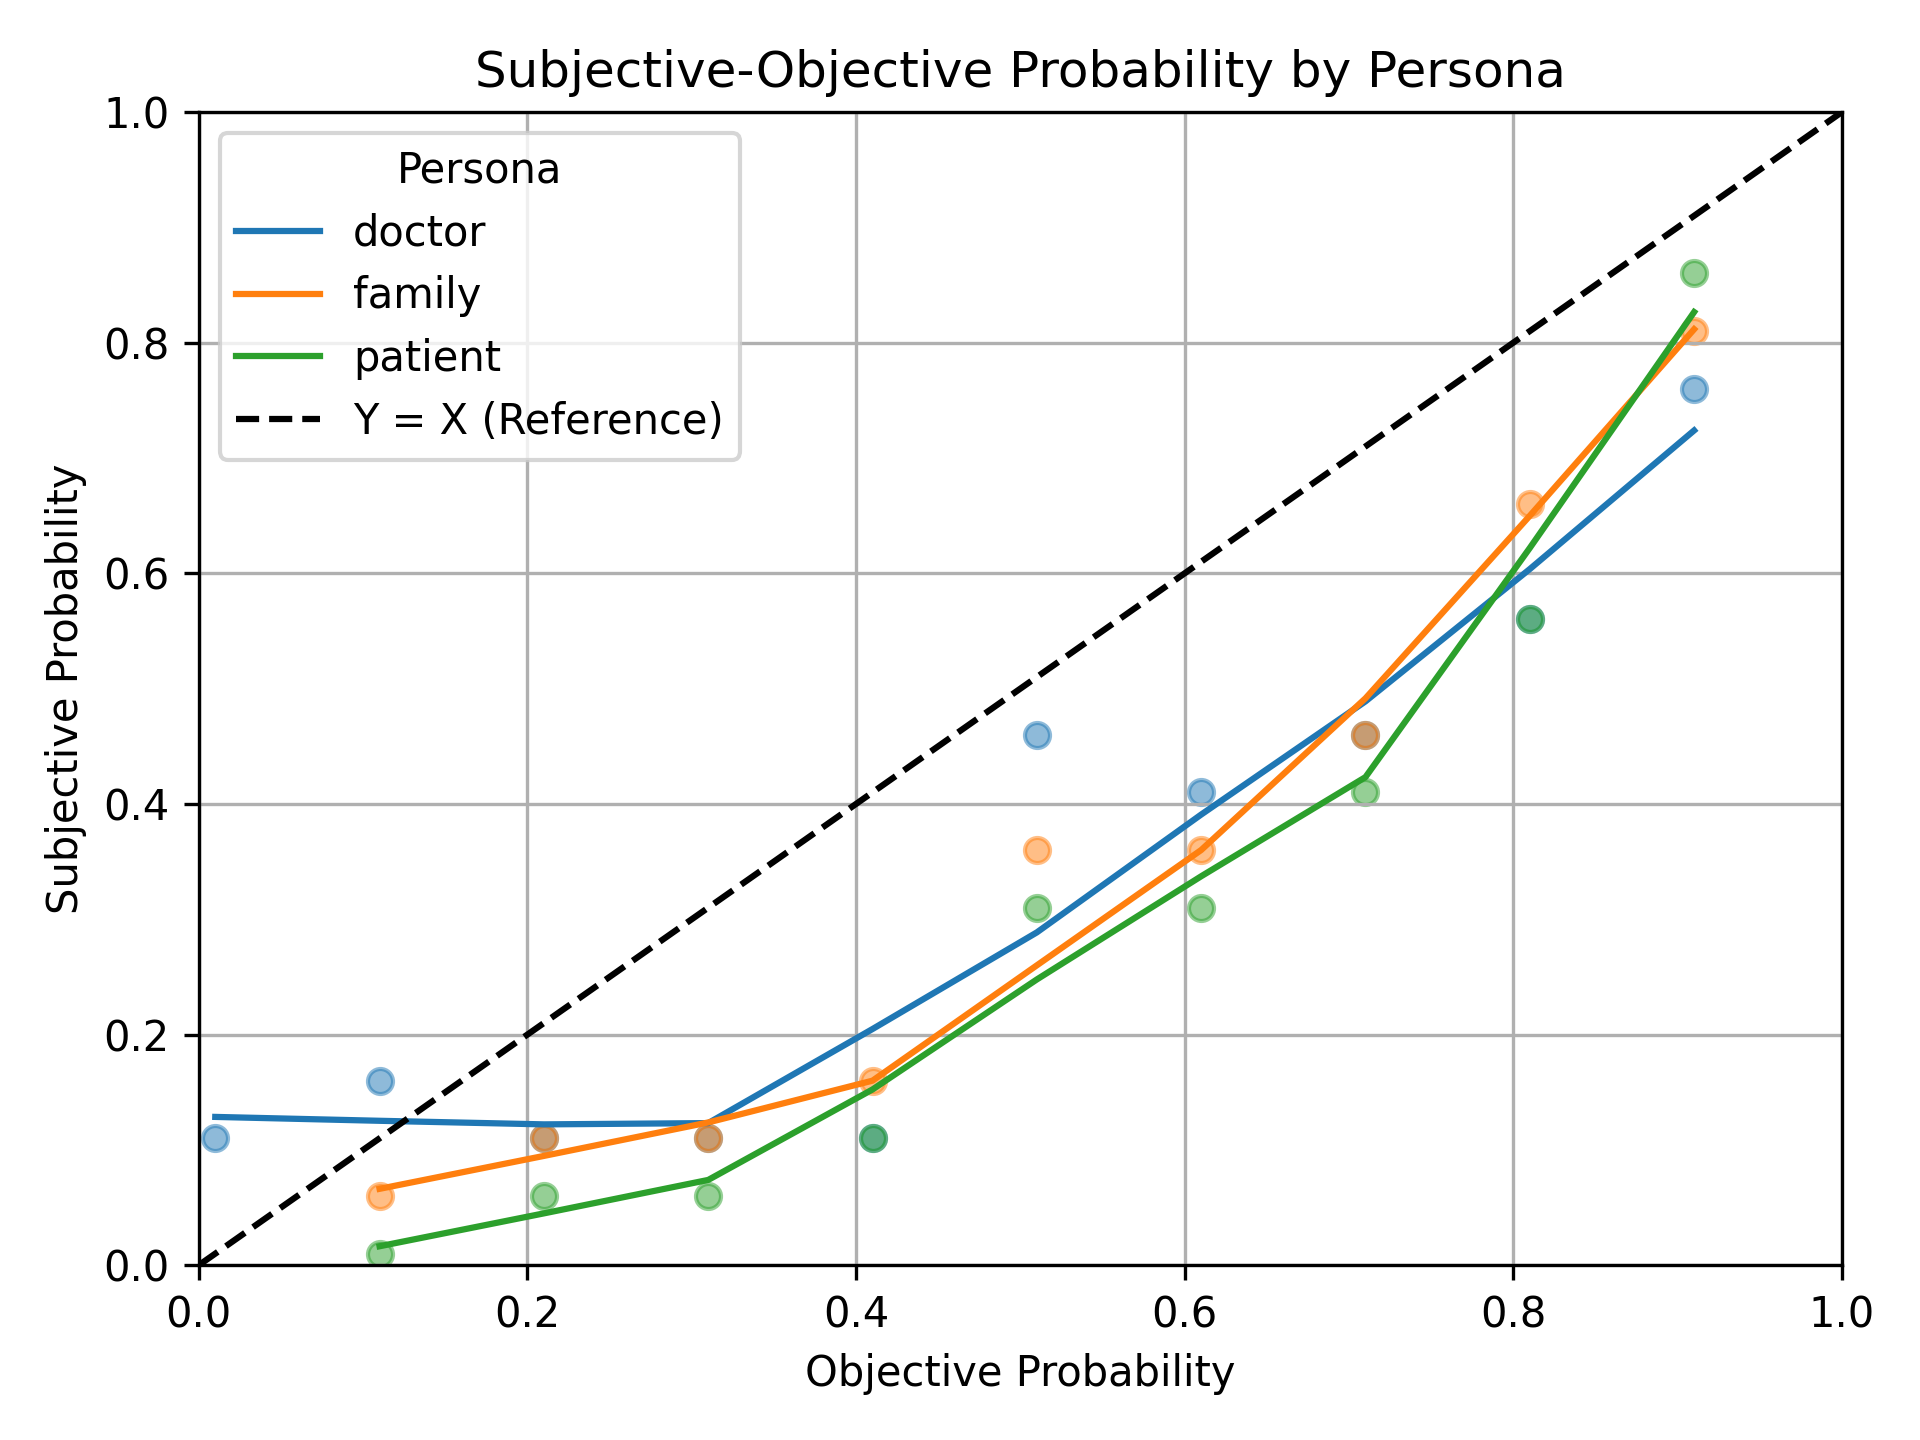 Subjective-Objective Probability by Persona
1.0
0.8
0.6
0.4
0.2
0.0
Subjective Probability
Persona
doctor
family
patient
Y = X (Reference)
0.0 0.2 0.4 0.6 0.8 1.0
Objective Probability